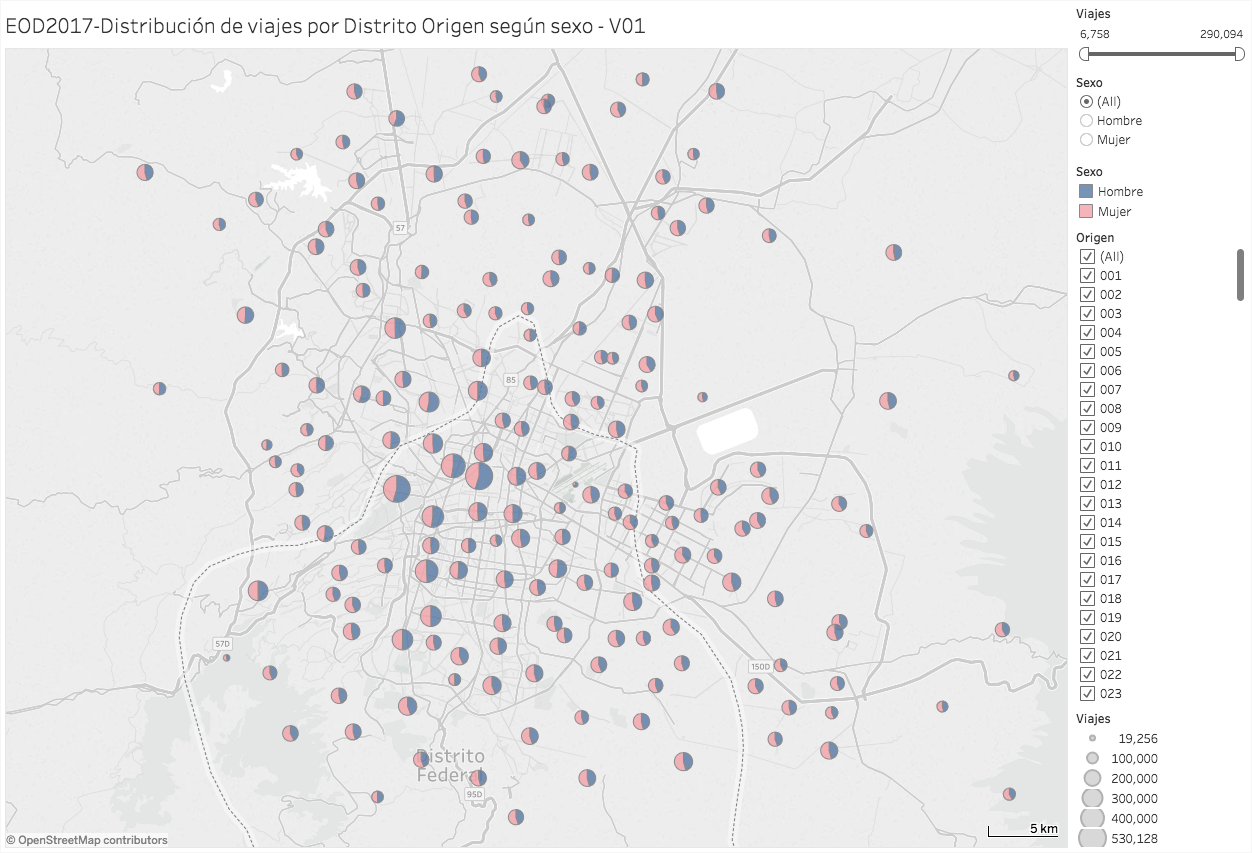 EOD2017-Distribución de viajes por Distrito Origen según sexo - V01
57
85
57D
150D
Distrito
Federal
95D
© OpenStreetMap contributors
5 km
Viajes
6,758 290,094
Sexo
(All)
Hombre
Mujer
Sexo
Hombre
Mujer
Origen
(All)
001
002
003
004
005
006
007
008
009
010
011
012
013
014
015
016
017
018
019
020
021
022
023
Viajes
19,256
100,000
200,000
300,000
400,000
530,128